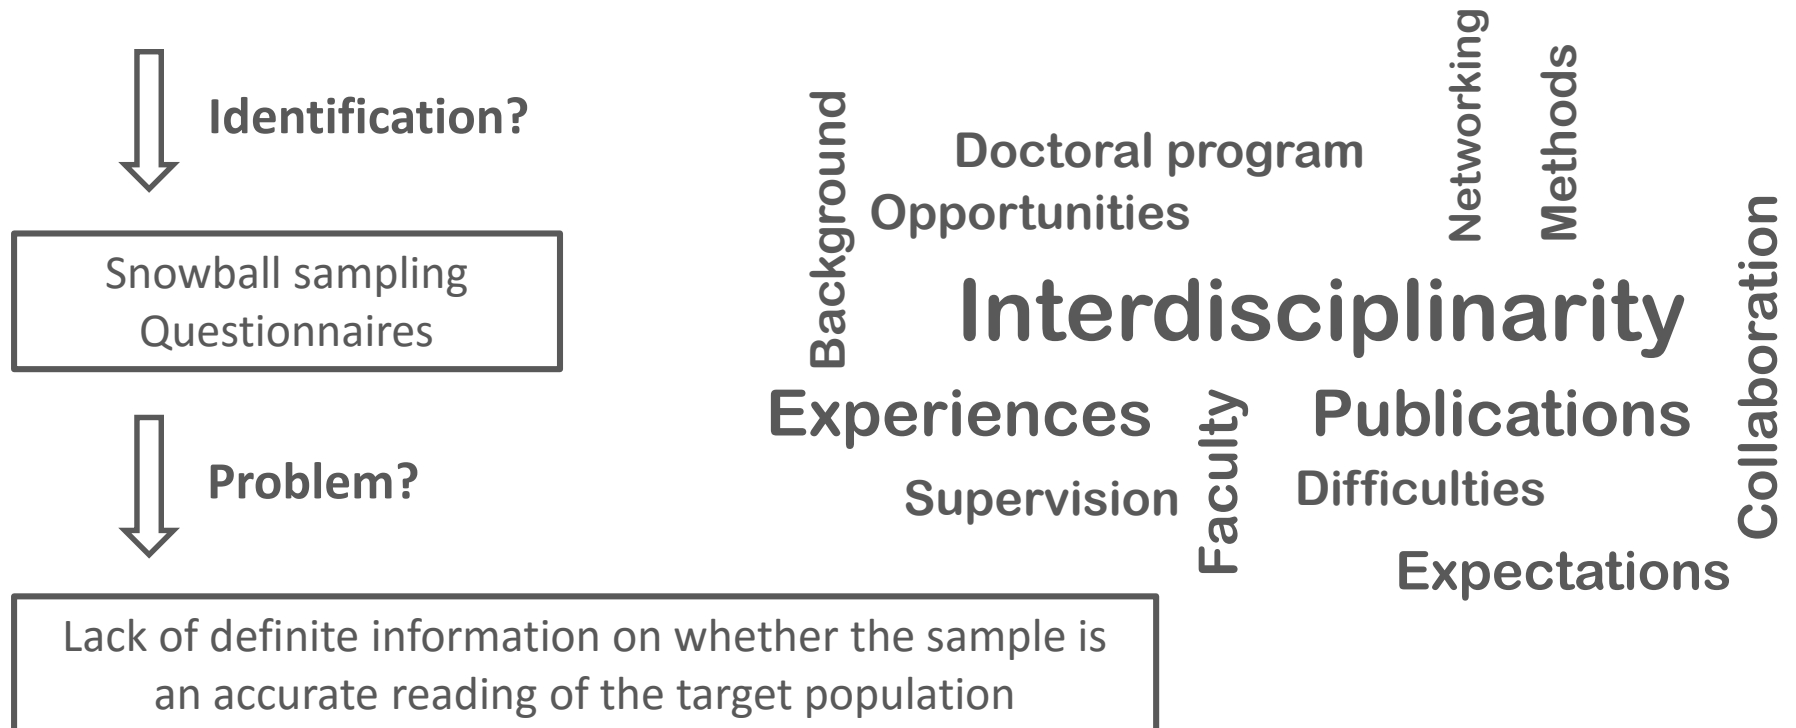 Identification?
Snowball sampling
Questionnaires
Problem?
Lack of definite information on whether the sample is
an accurate reading of the target population
Background
Doctoral program
Opportunities
Networking
Methods
Interdisciplinarity
Collaboration
Experiences
Faculty
Publications
Supervision
Difficulties
Expectations